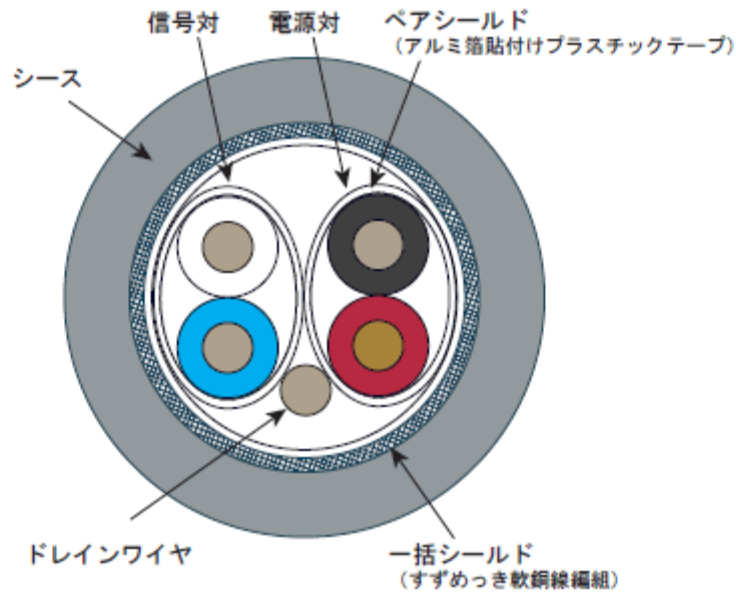 信号対
電源対
ペアシールド
（アルミ箔貼付けプラスチックテープ）
シース
ドレインワイヤ
一括シールド
（すずめっき軟銅線編組）